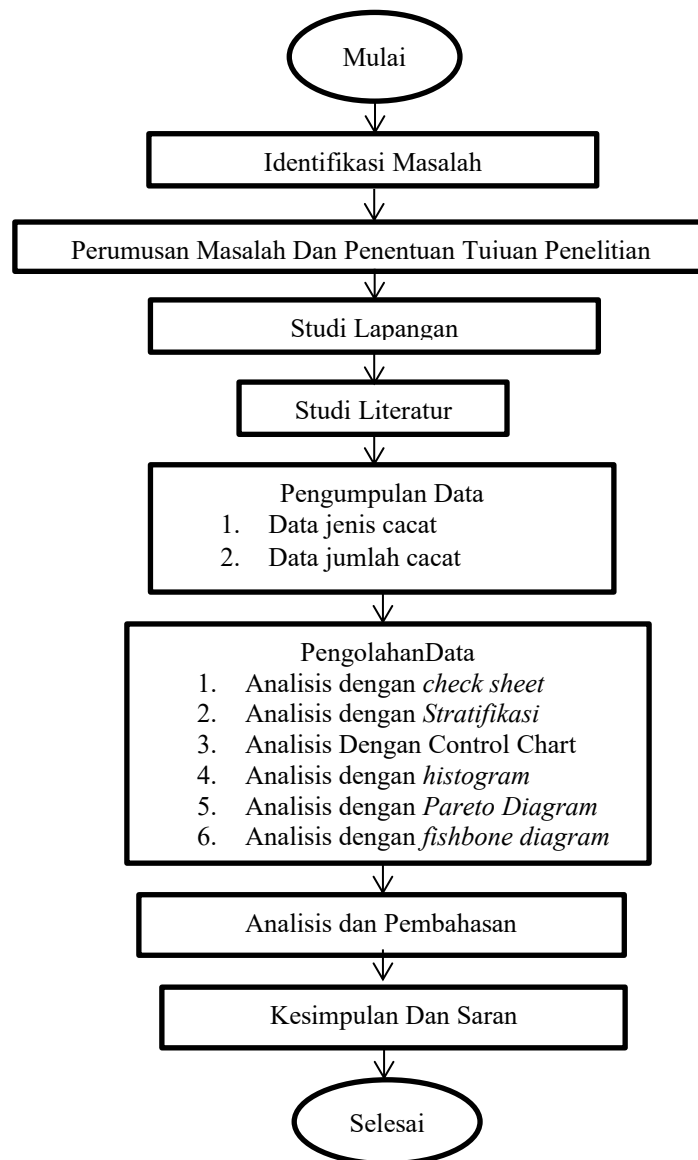 Mulai
Identifikasi Masalah
Perumusan Masalah Dan Penentuan Tuiuan Penelitian
Studi Lapangan
Studi Literatur
Pengumpulan Data
1. Data jenis cacat
2. Data jumlah cacat
PengolahanData
1. Analisis dengan check sheet
2. Analisis dengan Stratifikasi
3. Analisis Dengan Control Chart
4. Analisis dengan histogram
5. Analisis dengan Pareto Diagram
6. Analisis dengan fishbone diagram
Analisis dan Pembahasan
Kesimpulan Dan Saran
Selesai